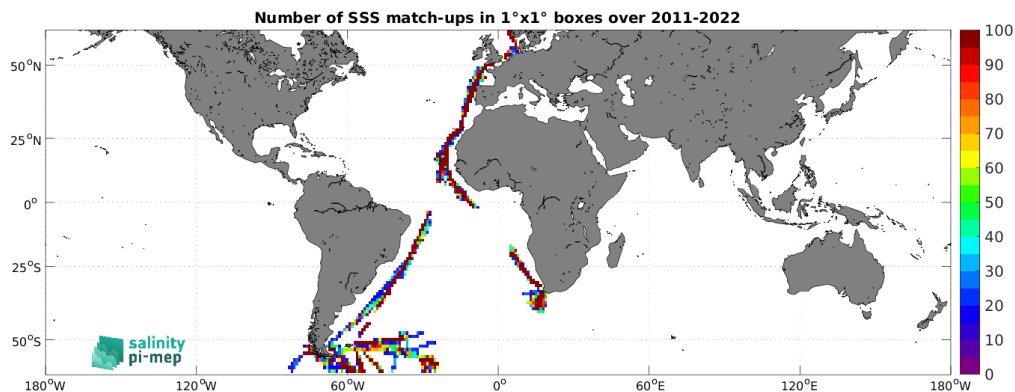 Number of SSS match-ups in 1°x1° boxes over 2011-2022
50°N
25°N
0°
25°S
50°S
180°W
120°W
60°W
0°
60°E
120°E
180°W
100
90
80
70
60
50
40
30
20
10
0
salinity
pi-mep